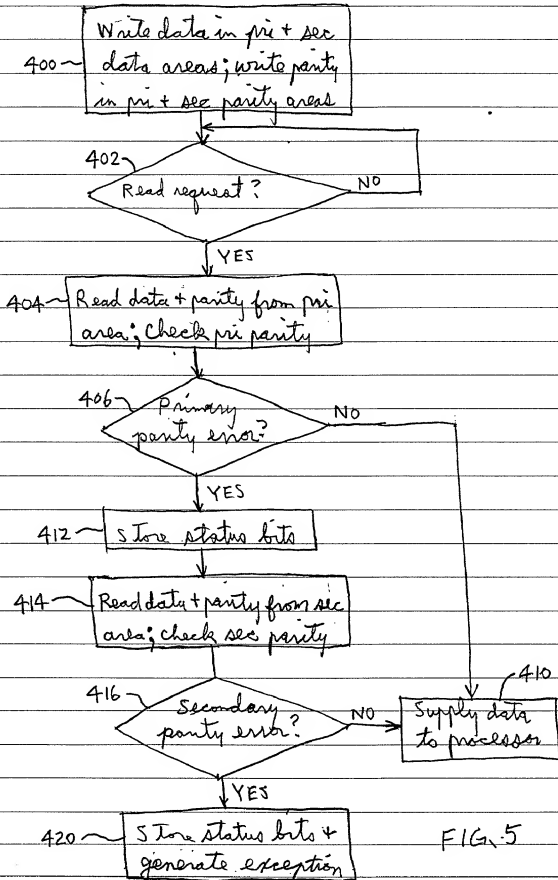 Write data in pri + sec
data areas; write parity
in pri + sec parity areas
400
402
Read request?
NO
YES
404
Read data + parity from pri
area; Check pri parity
406
Primary
parity error?
NO
YES
412
Store status bits
414
Read data + parity from sec
area; check sec parity
416
Secondary
parity error?
NO
410
Supply data
to processor
YES
420
Store status bits +
generate exception
FIG. 5